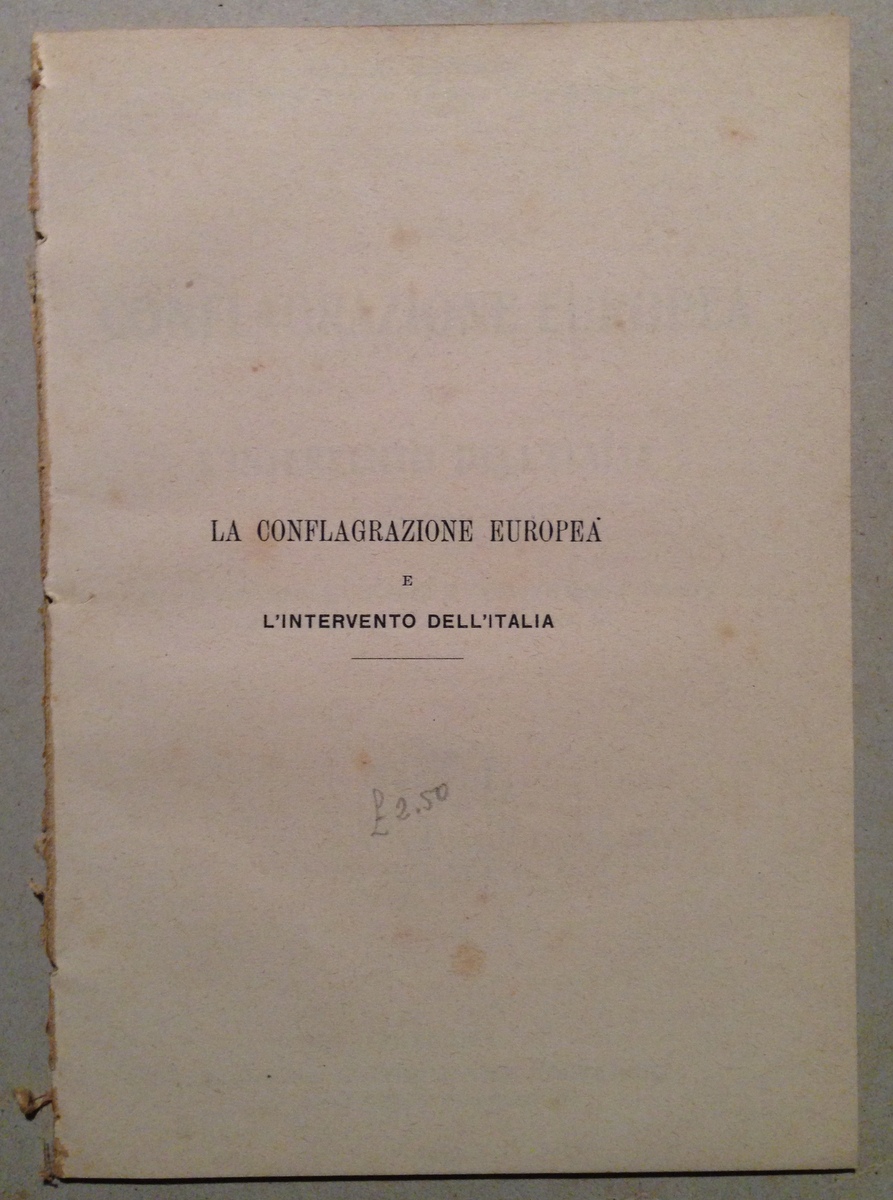 LA CONFLAGRAZIONE EUROPEA
E
L'INTERVENTO DELL'ITALIA
£ 2.50